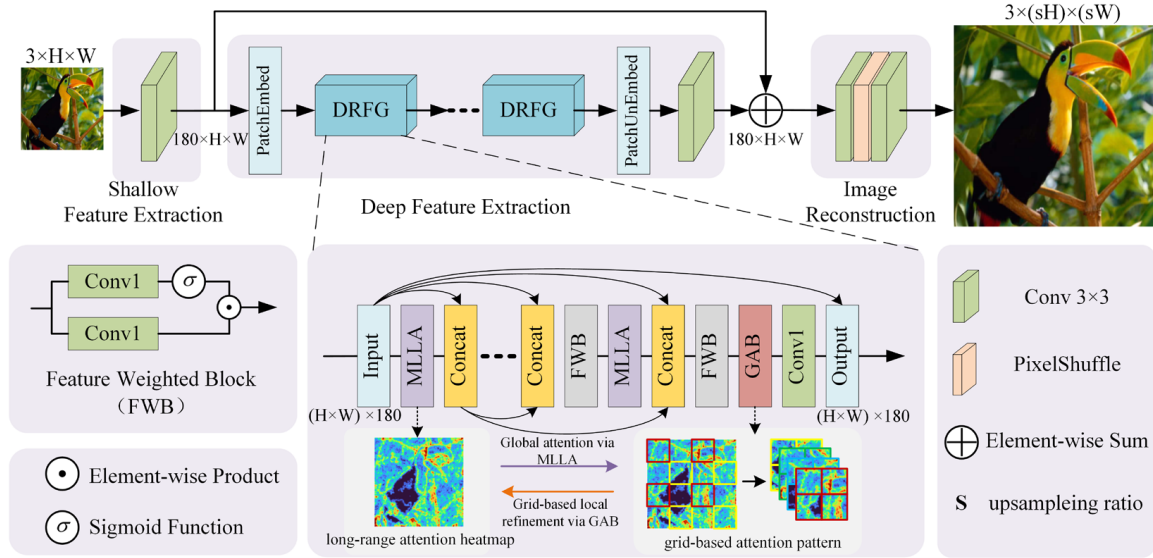 3×H×W
3×(sH)×(sW)
PatchEmbed
DRFG
DRFG
PatchUnEmbed
180×H×W
180×H×W
Shallow
Feature Extraction
Deep Feature Extraction
Image
Reconstruction
Conv1
σ
Conv1
Feature Weighted Block
（FWB）
Element-wise Product
σ
Sigmoid Function
Input
MLLA
Concat
Concat
FWB
MLLA
Concat
FWB
GAB
Conv1
Output
(H×W) ×180
(H×W) ×180
Global attention via
MLLA
Grid-based local
refinement via GAB
long-range attention heatmap
grid-based attention pattern
Conv 3×3
PixelShuffle
Element-wise Sum
S upsampleing ratio